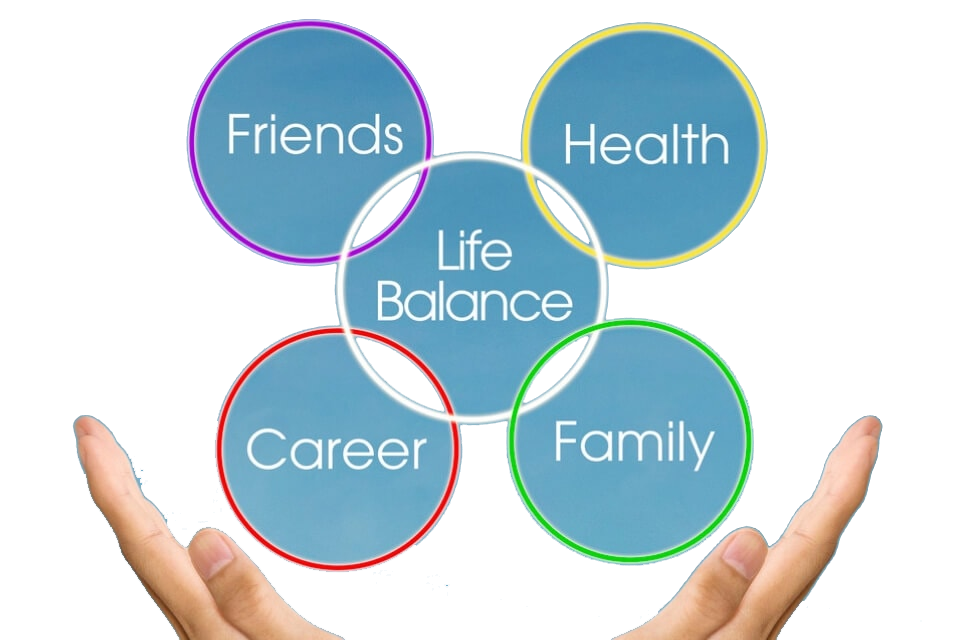 Friends
Health
Life
Balance
Career
Family